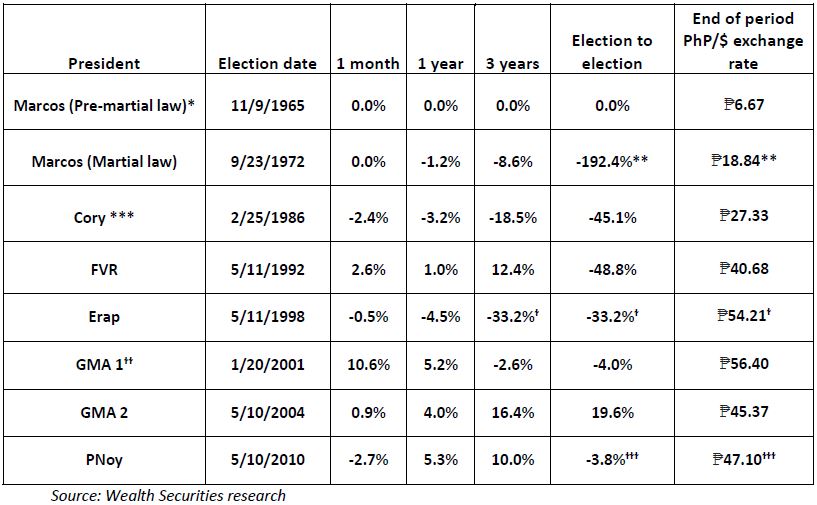 President Election date 1 month 1 year 3 years Election to election End of period PhP/$ exchange rate
Marcos (Pre-martial law)* 11/9/1965 0.0% 0.0% 0.0% 0.0% ₱6.67
Marcos (Martial law) 9/23/1972 0.0% -1.2% -8.6% -192.4%** ₱18.84**
Cory *** 2/25/1986 -2.4% -3.2% -18.5% -45.1% ₱27.33
FVR 5/11/1992 2.6% 1.0% 12.4% -48.8% ₱40.68
Erap 5/11/1998 -0.5% -4.5% -33.2%ƚ -33.2%ƚ ₱54.21ƚ
GMA 1ƚƚ 1/20/2001 10.6% 5.2% -2.6% -4.0% ₱56.40
GMA 2 5/10/2004 0.9% 4.0% 16.4% 19.6% ₱45.37
PNoy 5/10/2010 -2.7% 5.3% 10.0% -3.8%ƚƚƚ ₱47.10ƚƚƚ
Source: Wealth Securities research